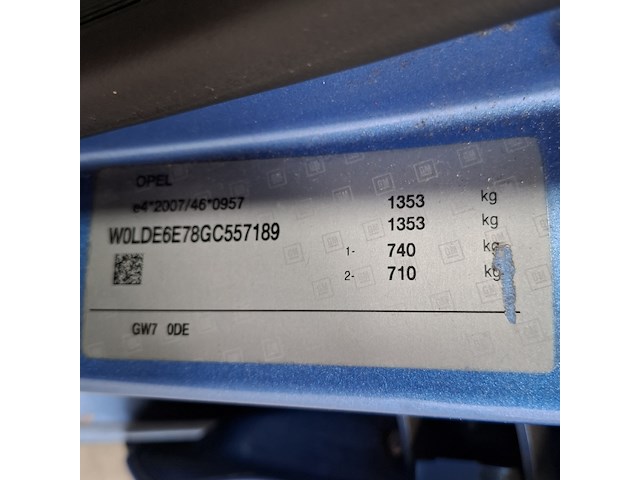 OPEL
e4*2007/46*0957
1353 kg
W0LDE6E78GC557189
1353 kg
1- 740 kg
2- 710 kg
GW7 0DE